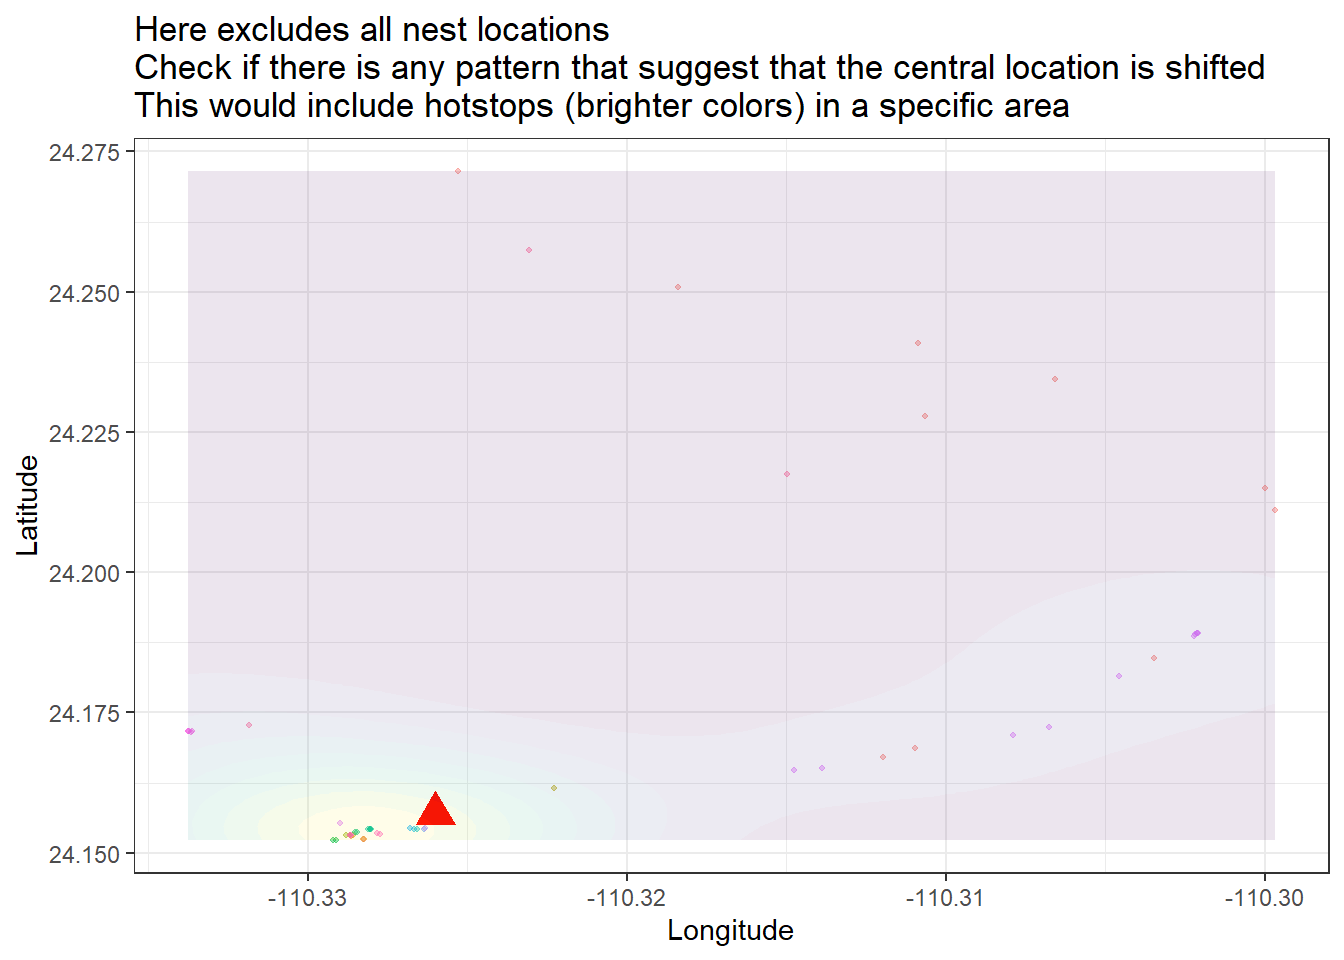 Here excludes all nest locations
Check if there is any pattern that suggest that the central location is shifted
This would include hotstops (brighter colors) in a specific area
24.275
24.250
24.225
24.200
24.175
24.150
Latitude
-110.33
-110.32
-110.31
-110.30
Longitude